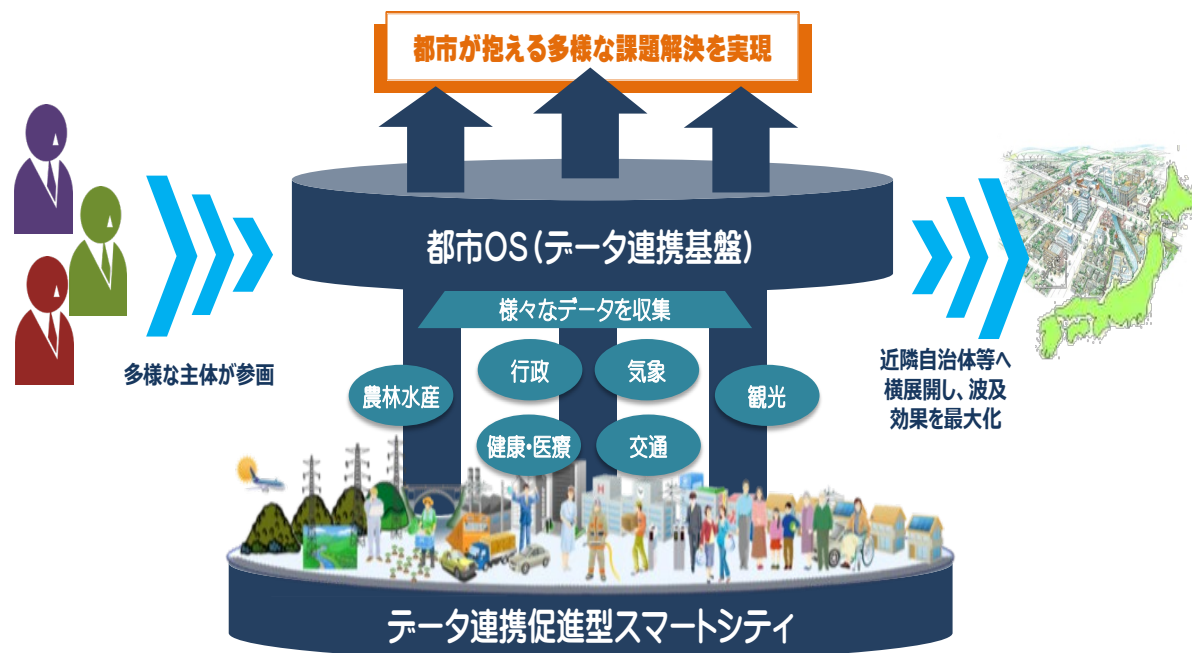 都市が抱える多様な課題解決を実現
都市OS(データ連携基盤)
様々なデータを収集
多様な主体が参画
農林水産
行政
気象
観光
健康・医療
交通
近隣自治体等へ
横展開し、波及
効果を最大化
データ連携促進型スマートシティ